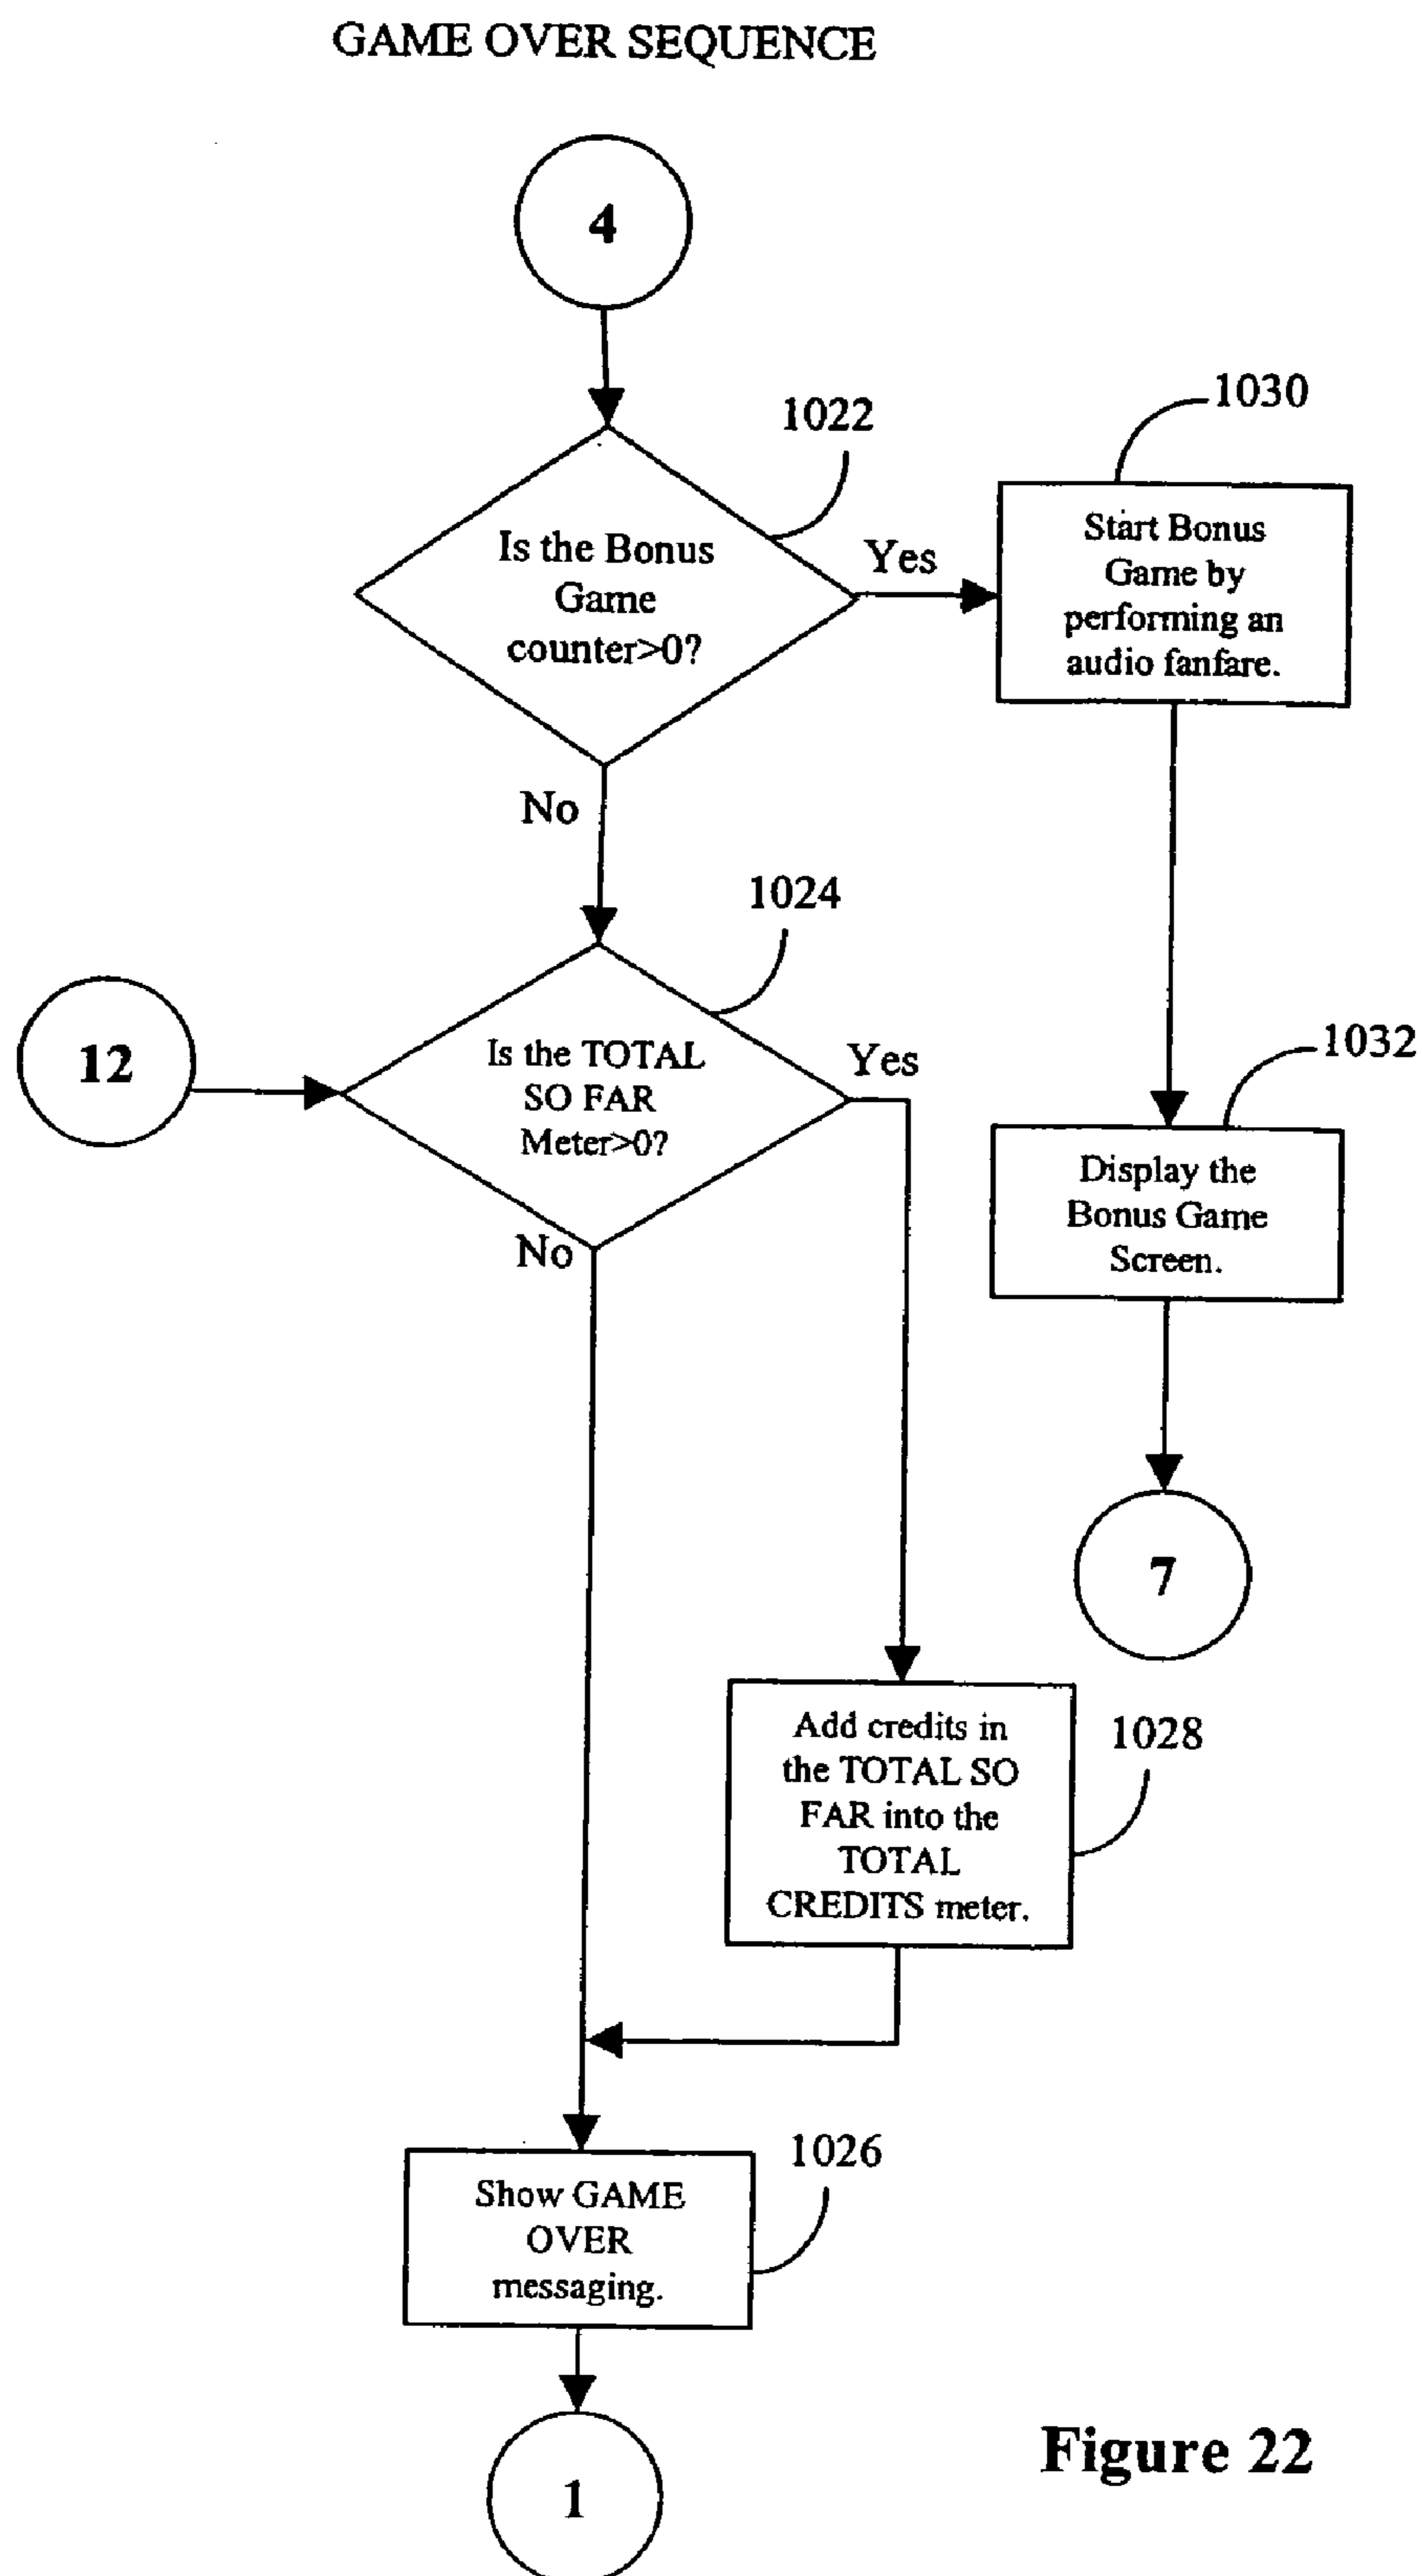 GAME OVER SEQUENCE
4
1022
1030
Is the Bonus
Game
counter>0?
Yes
Start Bonus
Game by
performing an
audio fanfare.
No
1024
12
Is the TOTAL
SO FAR
Meter>0?
Yes
1032
Display the
Bonus Game
Screen.
No
7
Add credits in
the TOTAL SO
FAR into the
TOTAL
CREDITS meter.
1028
Show GAME
OVER
messaging.
1026
1
Figure 22